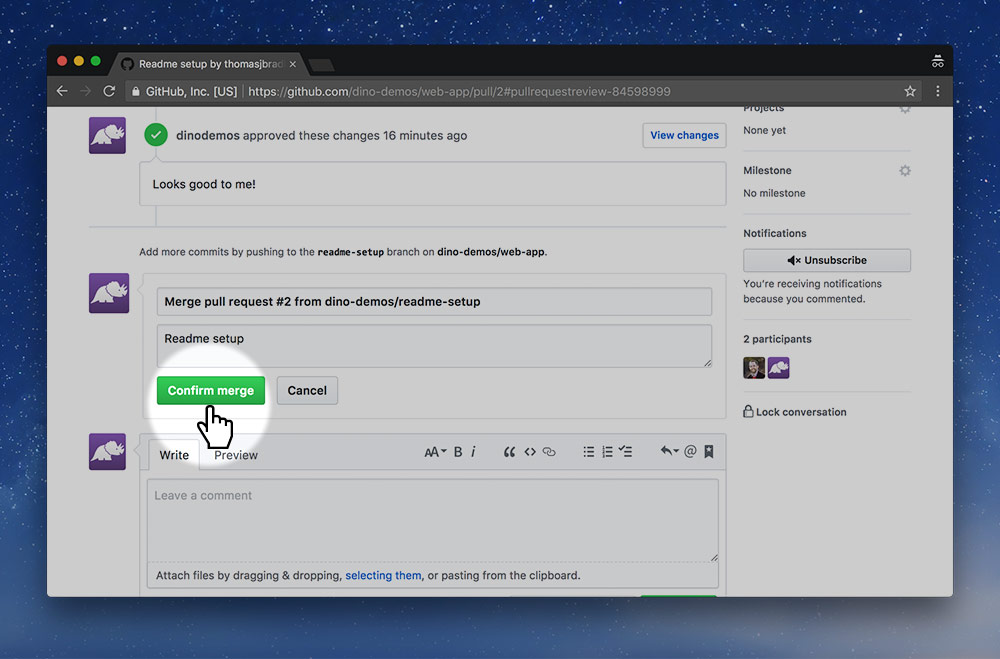 Readme setup by thomasjbrad
GitHub, Inc. [US] | https://github.com/dino-demos/web-app/pull/2#pullrequestreview-84598999
dinodemos approved these changes 16 minutes ago
View changes
Looks good to me!
Add more commits by pushing to the readme-setup branch on dino-demos/web-app.
Merge pull request #2 from dino-demos/readme-setup
Readme setup
Confirm merge
Cancel
Write
Preview
AA B i
Leave a comment
Attach files by dragging & dropping, selecting them, or pasting from the clipboard.
Projects
None yet
Milestone
No milestone
Notifications
Unsubscribe
You're receiving notifications
because you commented.
2 participants
Lock conversation